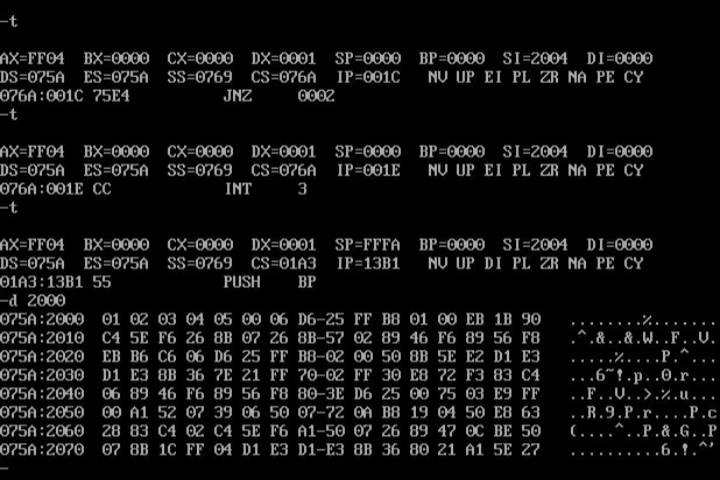 -t
AX=FF04 BX=0000 CX=0000 DX=0001 SP=0000 BP=0000 SI=2004 DI=0000
DS=075A ES=075A SS=0769 CS=076A IP=001C NV UP EI PL ZR NA PE CY
076A:001C 75E4 JNZ 0002
-t
AX=FF04 BX=0000 CX=0000 DX=0001 SP=0000 BP=0000 SI=2004 DI=0000
DS=075A ES=075A SS=0769 CS=076A IP=001E NV UP EI PL ZR NA PE CY
076A:001E CC INT 3
-t
AX=FF04 BX=0000 CX=0000 DX=0001 SP=FFFA BP=0000 SI=2004 DI=0000
DS=075A ES=075A SS=0769 CS=01A3 IP=13B1 NV UP DI PL ZR NA PE CY
01A3:13B1 55 PUSH BP
-d 2000
075A:2000 01 02 03 04 05 00 06 D6-25 FF B8 01 00 EB 1B 90 ........%.......
075A:2010 C4 5E F6 26 8B 07 26 8B-57 02 89 46 F6 89 56 F8 .^.&..&.W..F..V.
075A:2020 EB B6 C6 06 D6 25 FF B8-02 00 50 8B 5E E2 D1 E3 .....%....P.^...
075A:2030 D1 E3 8B 36 7E 21 FF 70-02 FF 30 E8 72 F3 83 C4 ...6~!.p..0.r...
075A:2040 06 89 46 F6 89 56 F8 80-3E D6 25 00 75 03 E9 FF ..F..V..>.%.u...
075A:2050 00 A1 52 07 39 06 50 07-72 0A B8 19 04 50 E8 63 ..R.9.P.r....P.c
075A:2060 28 83 C4 02 C4 5E F6 A1-50 07 26 89 47 0C BE 50 (....^..P.&.G..P
075A:2070 07 8B 1C FF 04 D1 E3 D1-E3 8B 36 80 21 A1 5E 27 ..........6.!.^'
-